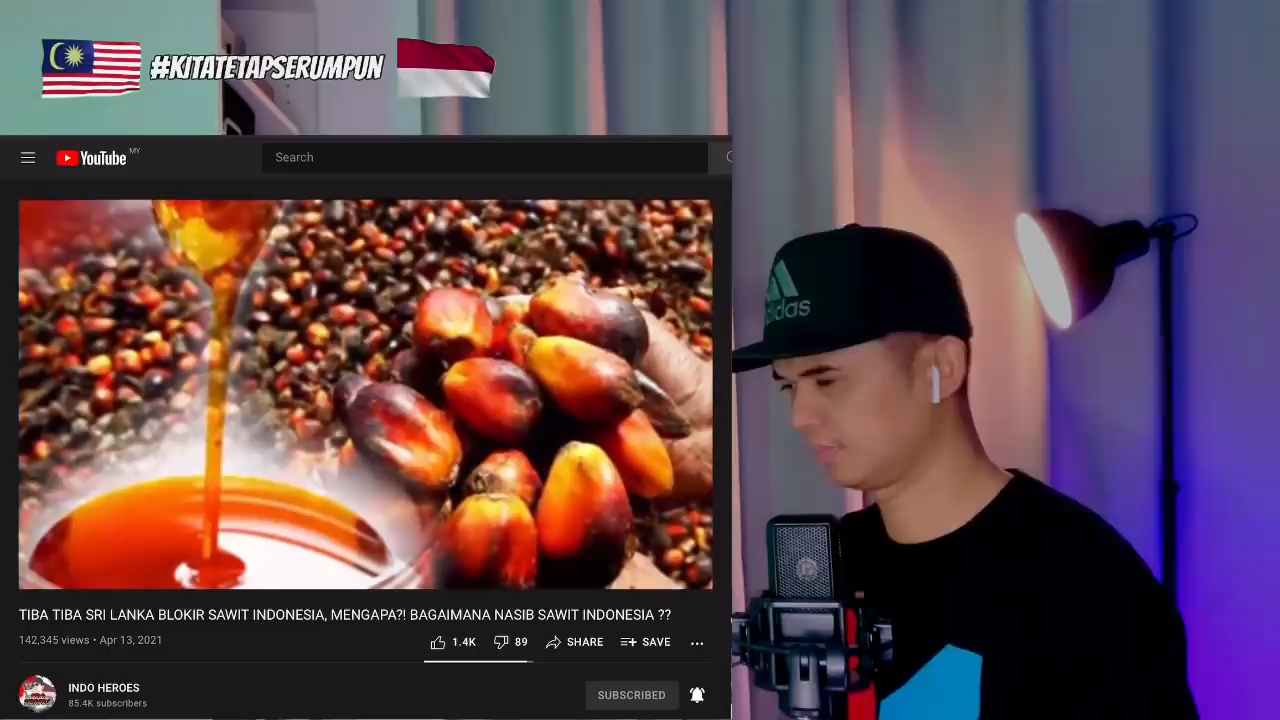 #KITATETAPSERUMPUN
YouTube MY
Search
adidas
TIBA TIBA SRI LANKA BLOKIR SAWIT INDONESIA, MENGAPA?! BAGAIMANA NASIB SAWIT INDONESIA ??
142,345 views • Apr 13, 2021
1.4K
89
SHARE
SAVE
INDO HEROES
85.4K subscribers
SUBSCRIBED